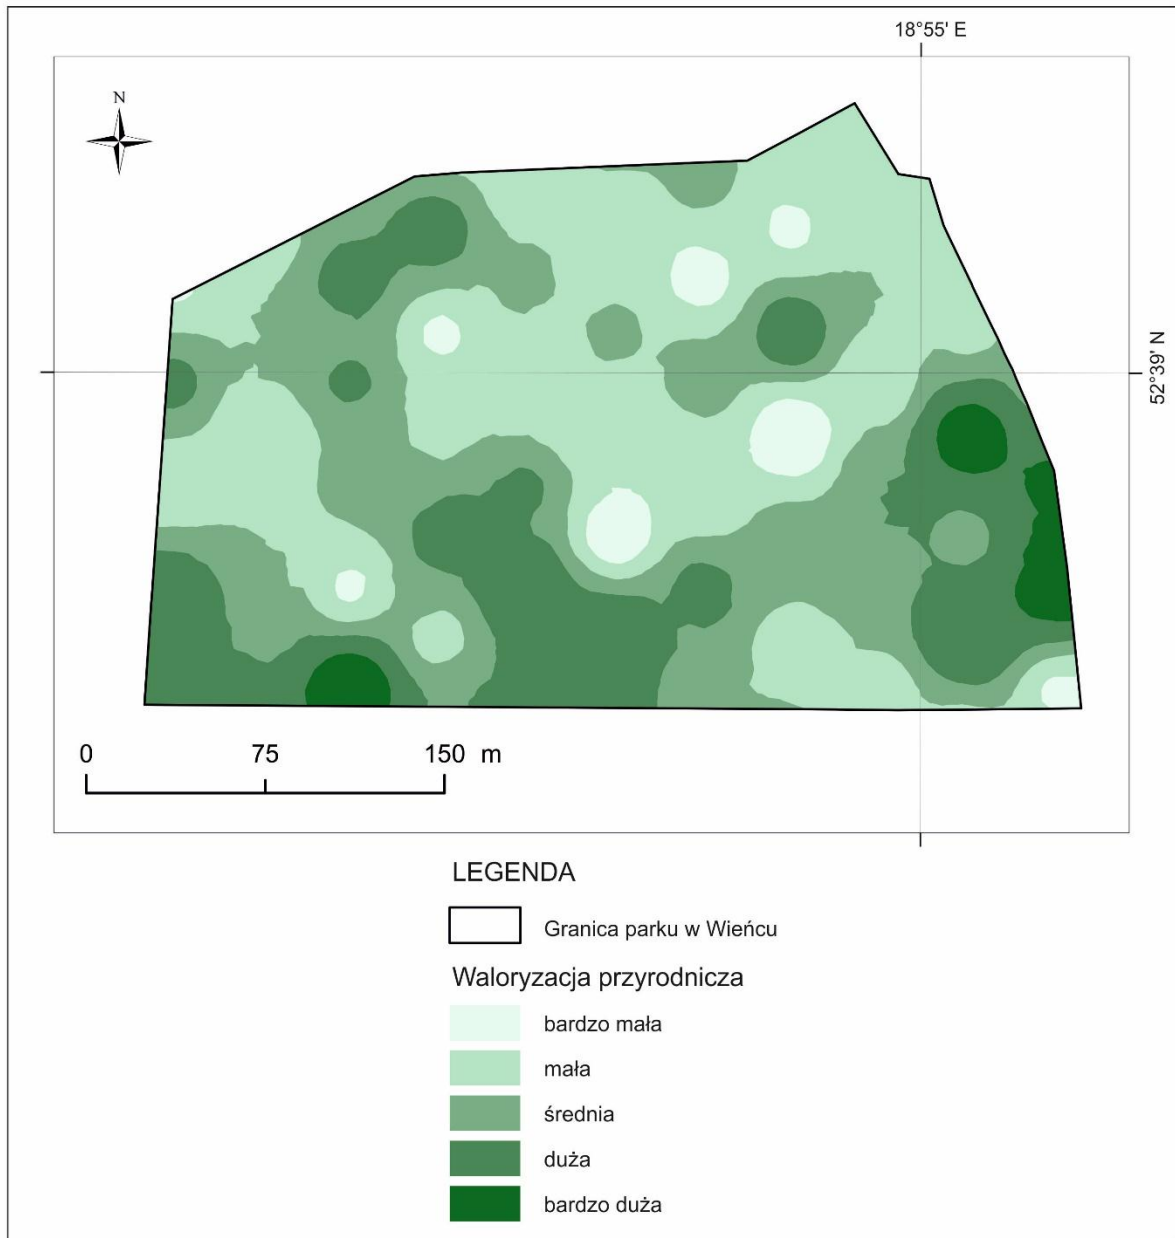 18°55' E
N
52°39' N
0 75 150 m
LEGENDA
Granica parku w Wieńcu
Waloryzacja przyrodnicza
bardzo mała
mała
średnia
duża
bardzo duża